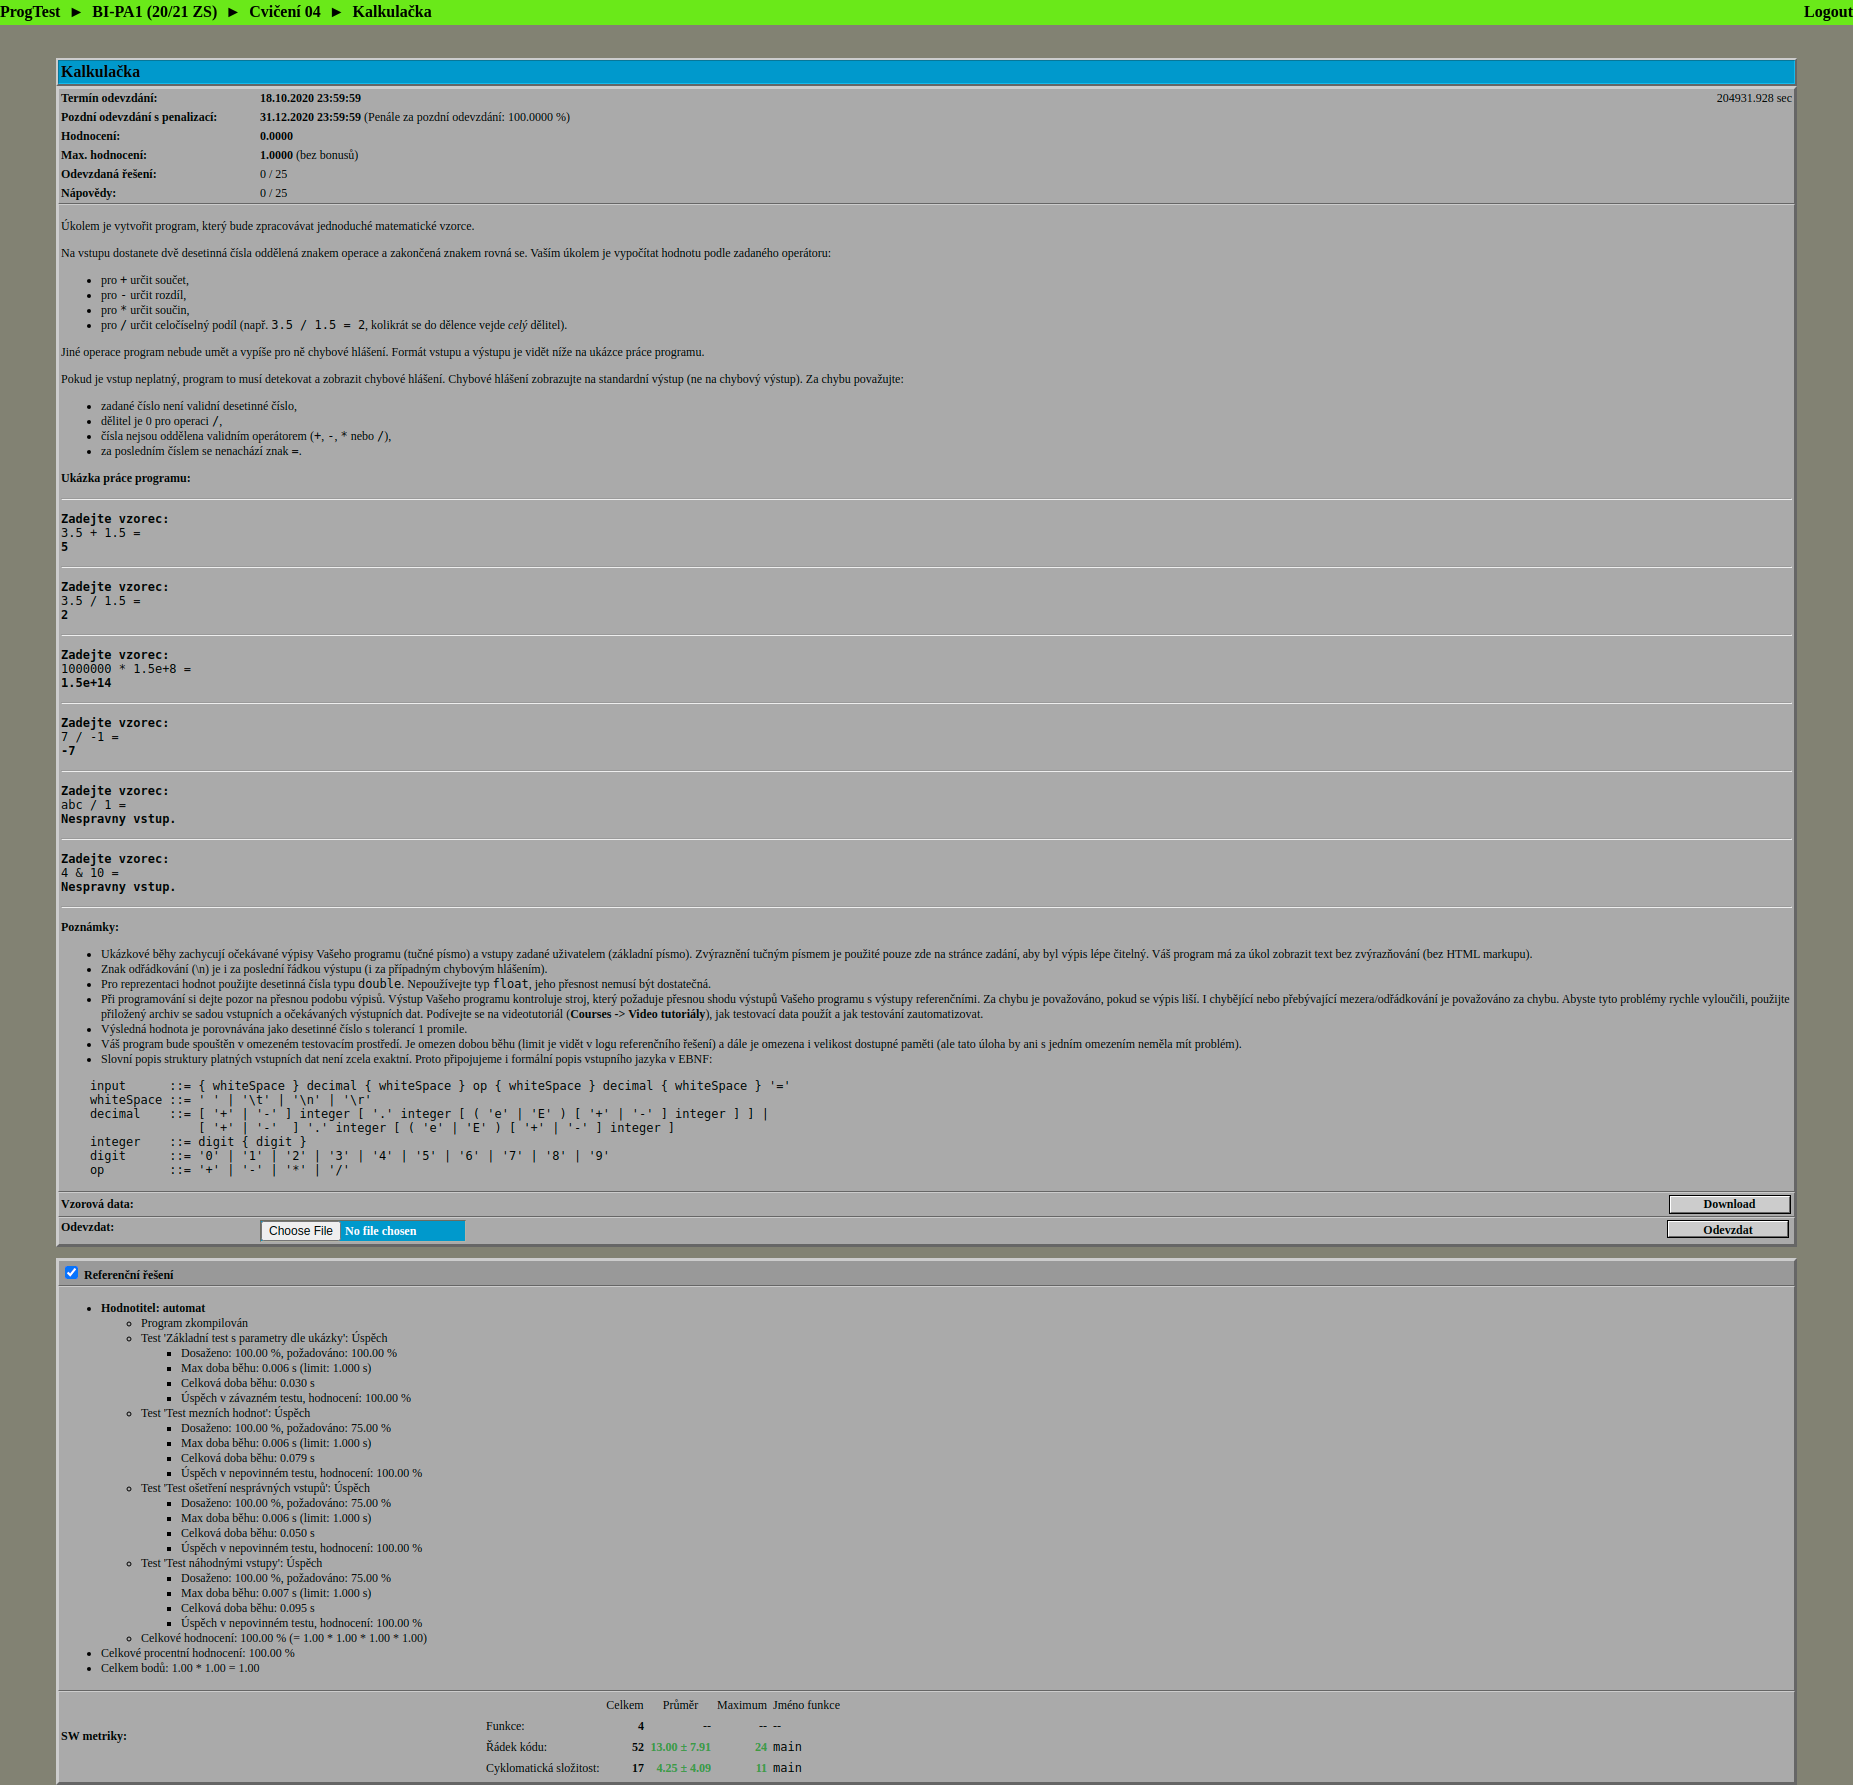 ProgTest ► BI-PA1 (20/21 ZS) ► Cvičení 04 ► Kalkulačka Logout
Kalkulačka
Termín odevzdání: 18.10.2020 23:59:59 204931.928 sec
Pozdní odevzdání s penalizací: 31.12.2020 23:59:59 (Penále za pozdní odevzdání: 100.0000 %)
Hodnocení: 0.0000
Max. hodnocení: 1.0000 (bez bonusů)
Odevzdaná řešení: 0 / 25
Nápovědy: 0 / 25
Úkolem je vytvořit program, který bude zpracovávat jednoduché matematické vzorce.
Na vstupu dostanete dvě desetinná čísla oddělená znakem operace a zakončená znakem rovná se. Vaším úkolem je vypočítat hodnotu podle zadaného operátoru:
• pro + určit součet,
• pro - určit rozdíl,
• pro * určit součin,
• pro / určit celočíselný podíl (např. 3.5 / 1.5 = 2, kolikrát se do dělence vejde celý dělitel).
Jiné operace program nebude umět a vypíše pro ně chybové hlášení. Formát vstupu a výstupu je vidět níže na ukázce práce programu.
Pokud je vstup neplatný, program to musí detekovat a zobrazit chybové hlášení. Chybové hlášení zobrazujte na standardní výstup (ne na chybový výstup). Za chybu považujte:
• zadané číslo není validní desetinné číslo,
• dělitel je 0 pro operaci /,
• čísla nejsou oddělena validním operátorem (+, -, * nebo /),
• za posledním číslem se nenachází znak =.
Ukázka práce programu:
Zadejte vzorec:
3.5 + 1.5 =
5
Zadejte vzorec:
3.5 / 1.5 =
2
Zadejte vzorec:
1000000 * 1.5e+8 =
1.5e+14
Zadejte vzorec:
7 / -1 =
-7
Zadejte vzorec:
abc / 1 =
Nespravny vstup.
Zadejte vzorec:
4 & 10 =
Nespravny vstup.
Poznámky:
• Ukázkové běhy zachycují očekávané výpisy Vašeho programu (tučné písmo) a vstupy zadané uživatelem (základní písmo). Zvýraznění tučným písmem je použité pouze zde na stránce zadání, aby byl výpis lépe čitelný. Váš program má za úkol zobrazit text bez zvýrazňování (bez HTML markupu).
• Znak odřádkování (\n) je i za poslední řádkou výstupu (i za případným chybovým hlášením).
• Pro reprezentaci hodnot použijte desetinná čísla typu double. Nepoužívejte typ float, jeho přesnost nemusí být dostatečná.
• Při programování si dejte pozor na přesnou podobu výpisů. Výstup Vašeho programu kontroluje stroj, který požaduje přesnou shodu výstupů Vašeho programu s výstupy referenčními. Za chybu je považováno, pokud se výpis liší. I chybějící nebo přebývající mezera/odřádkování je považováno za chybu. Abyste tyto problémy rychle vyloučili, použijte
přiložený archiv se sadou vstupních a očekávaných výstupních dat. Podívejte se na videotutoriál (Courses -> Video tutoriály), jak testovací data použít a jak testování zautomatizovat.
• Výsledná hodnota je porovnávána jako desetinné číslo s tolerancí 1 promile.
• Váš program bude spouštěn v omezeném testovacím prostředí. Je omezen dobou běhu (limit je vidět v logu referenčního řešení) a dále je omezena i velikost dostupné paměti (ale tato úloha by ani s jedním omezením neměla mít problém).
• Slovní popis struktury platných vstupních dat není zcela exaktní. Proto připojujeme i formální popis vstupního jazyka v EBNF:
input ::= { whiteSpace } decimal { whiteSpace } op { whiteSpace } decimal { whiteSpace } '='
whiteSpace ::= ' ' | '\t' | '\n' | '\r'
decimal ::= [ '+' | '-' ] integer [ '.' integer [ ( 'e' | 'E' ) [ '+' | '-' ] integer ] ] |
[ '+' | '-'  ] '.' integer [ ( 'e' | 'E' ) [ '+' | '-' ] integer ]
integer ::= digit { digit }
digit ::= '0' | '1' | '2' | '3' | '4' | '5' | '6' | '7' | '8' | '9'
op ::= '+' | '-' | '*' | '/'
Vzorová data: Download
Odevzdat: Choose File No file chosen Odevzdat
Referenční řešení
• Hodnotitel: automat
◦ Program zkompilován
◦ Test 'Základní test s parametry dle ukázky': Úspěch
▪ Dosaženo: 100.00 %, požadováno: 100.00 %
▪ Max doba běhu: 0.006 s (limit: 1.000 s)
▪ Celková doba běhu: 0.030 s
▪ Úspěch v závazném testu, hodnocení: 100.00 %
◦ Test 'Test mezních hodnot': Úspěch
▪ Dosaženo: 100.00 %, požadováno: 75.00 %
▪ Max doba běhu: 0.006 s (limit: 1.000 s)
▪ Celková doba běhu: 0.079 s
▪ Úspěch v nepovinném testu, hodnocení: 100.00 %
◦ Test 'Test ošetření nesprávných vstupů': Úspěch
▪ Dosaženo: 100.00 %, požadováno: 75.00 %
▪ Max doba běhu: 0.006 s (limit: 1.000 s)
▪ Celková doba běhu: 0.050 s
▪ Úspěch v nepovinném testu, hodnocení: 100.00 %
◦ Test 'Test náhodnými vstupy': Úspěch
▪ Dosaženo: 100.00 %, požadováno: 75.00 %
▪ Max doba běhu: 0.007 s (limit: 1.000 s)
▪ Celková doba běhu: 0.095 s
▪ Úspěch v nepovinném testu, hodnocení: 100.00 %
◦ Celkové hodnocení: 100.00 % (= 1.00 * 1.00 * 1.00 * 1.00)
• Celkové procentní hodnocení: 100.00 %
• Celkem bodů: 1.00 * 1.00 = 1.00
SW metriky:
Celkem Průměr Maximum Jméno funkce
Funkce: 4 -- -- --
Řádek kódu: 52 13.00 ± 7.91 24 main
Cyklomatická složitost: 17 4.25 ± 4.09 11 main